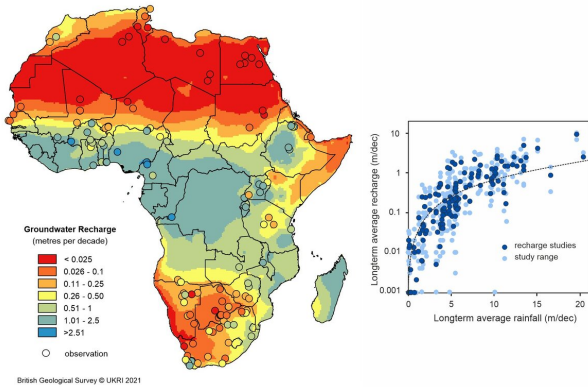 Groundwater Recharge
(metres per decade)
< 0.025
0.026 - 0.1
0.11 - 0.25
0.26 - 0.50
0.51 - 1
1.01 - 2.5
>2.51
observation
British Geological Survey © UKRI 2021
Longterm average recharge (m/dec)
10
1
0.1
0.01
0.001
recharge studies
study range
0
5
10
15
20
Longterm average rainfall (m/dec)